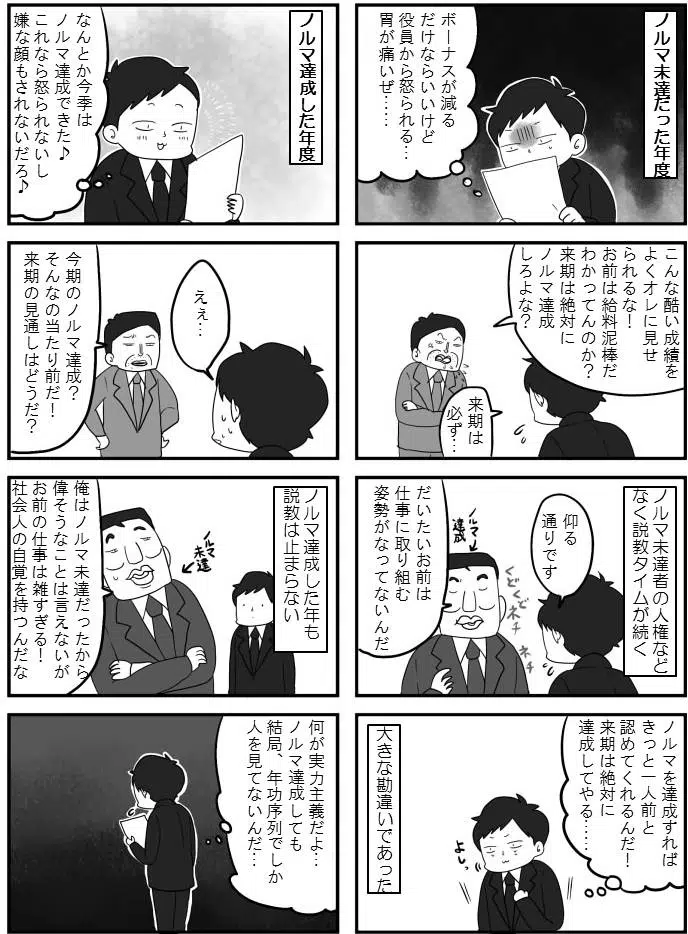 ノルマ未達だった年度
ボーナスが減る
だけならいいけど
役員から怒られる…
胃が痛いぜ……
こんな酷い成績を
よくオレに見せ
られるな！
お前は給料泥棒だ
わかってんのか？
来期は絶対に
ノルマ達成
しろよな？
来期は
必ず…
ノルマ未達者の人権など
なく説教タイムが続く
仰る
通りです
ノルマ
達成
くどくど
ネチ
ネチ
だいたいお前は
仕事に取り組む
姿勢がなってないんだ
ノルマを達成すれば
きっと一人前と
認めてくれるんだ！
来期は絶対に
達成してやる……
よしっ
大きな勘違いであった
ノルマ達成した年度
なんとか今季は
ノルマ達成できた♪
これなら怒られないし
嫌な顔もされないだろ♪
えぇ…
今期のノルマ達成？
そんなの当たり前だ！
来期の見通しはどうだ？
ノルマ達成した年も
説教は止まらない
ノルマ
未達
俺はノルマ未達だったから
偉そうなことは言えないが
お前の仕事は雑すぎる！
社会人の自覚を持つんだな
何が実力主義だよ…
ノルマ達成しても
結局、年功序列でしか
人を見てないんだ…